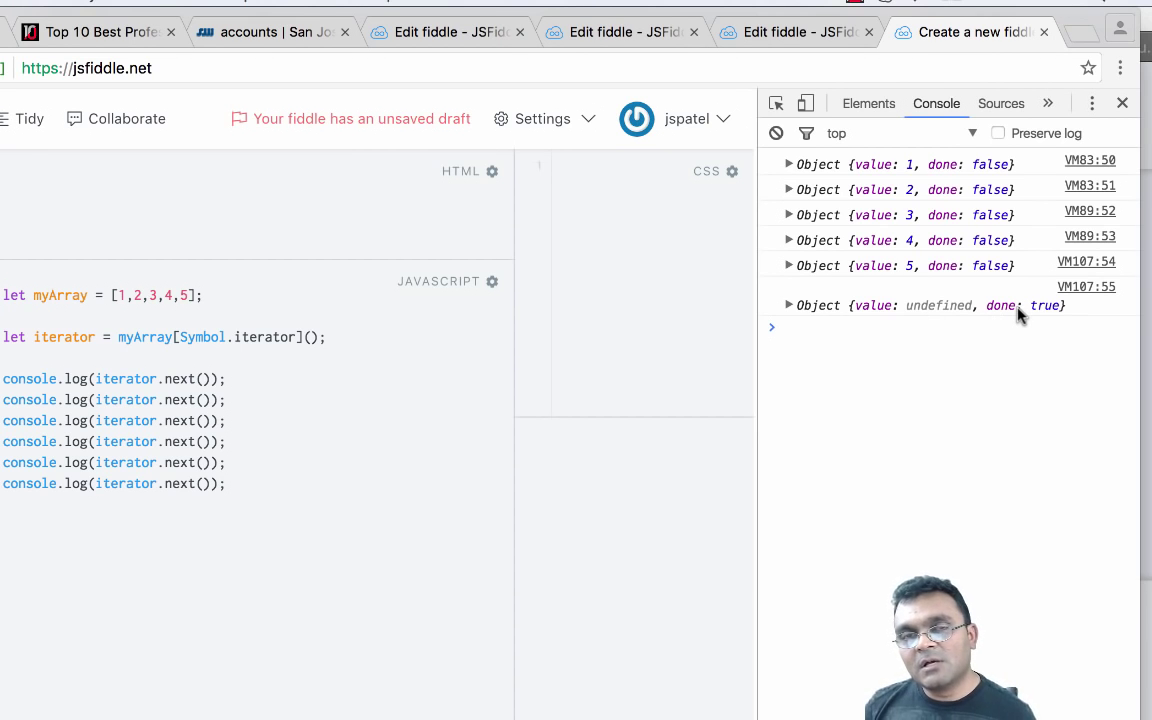 Top 10 Best Profe
accounts | San Jo
Edit fiddle - JSFid
Edit fiddle - JSFid
Edit fiddle - JSFid
Create a new fiddl
https://jsfiddle.net
Tidy
Collaborate
Your fiddle has an unsaved draft
Settings
jspatel
HTML
CSS
1
JAVASCRIPT
let myArray = [1,2,3,4,5];
let iterator = myArray[Symbol.iterator]();
console.log(iterator.next());
console.log(iterator.next());
console.log(iterator.next());
console.log(iterator.next());
console.log(iterator.next());
console.log(iterator.next());
Elements
Console
Sources
top
Preserve log
Object {value: 1, done: false}
VM83:50
Object {value: 2, done: false}
VM83:51
Object {value: 3, done: false}
VM89:52
Object {value: 4, done: false}
VM89:53
Object {value: 5, done: false}
VM107:54
VM107:55
Object {value: undefined, done: true}